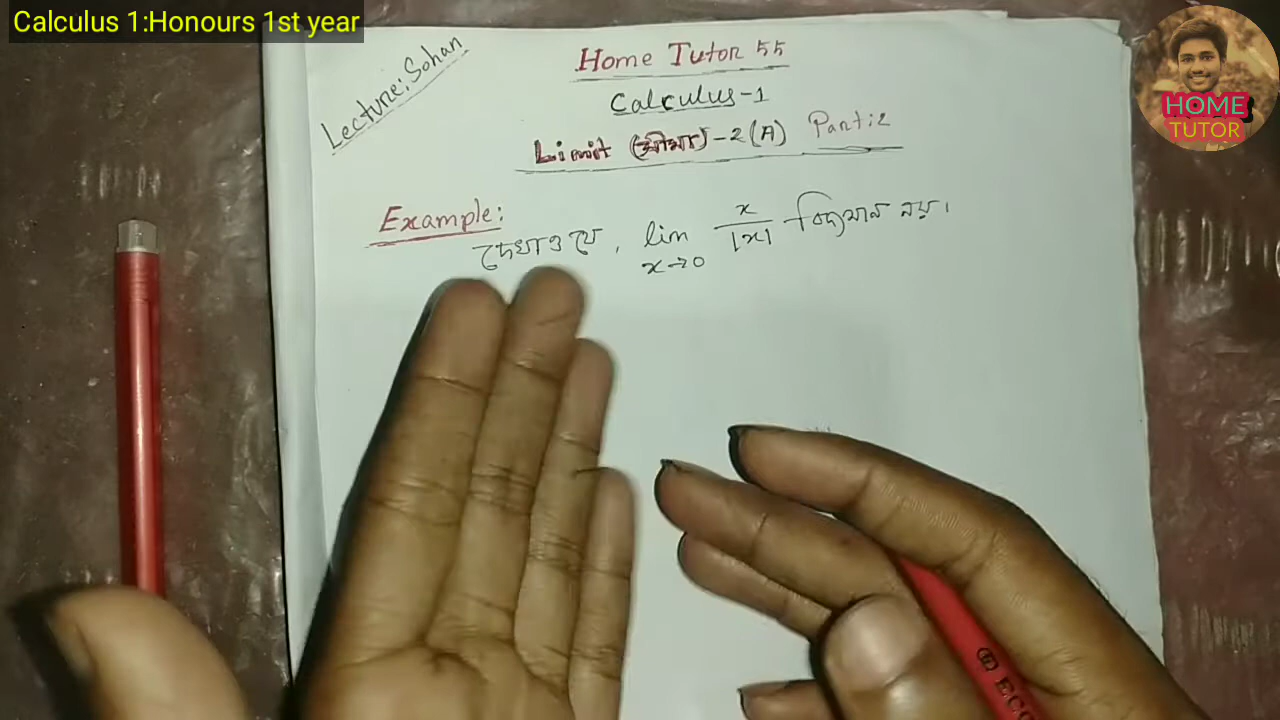 Calculus 1:Honours 1st year
Lecture: Sohan
Home Tutor 55
Calculus-1
Limit (সীমা)-2(A) Part:2
HOME
TUTOR
Example:
দেখাও যে, lim x→0 x/|x| বিদ্যমান নয়।
ECO